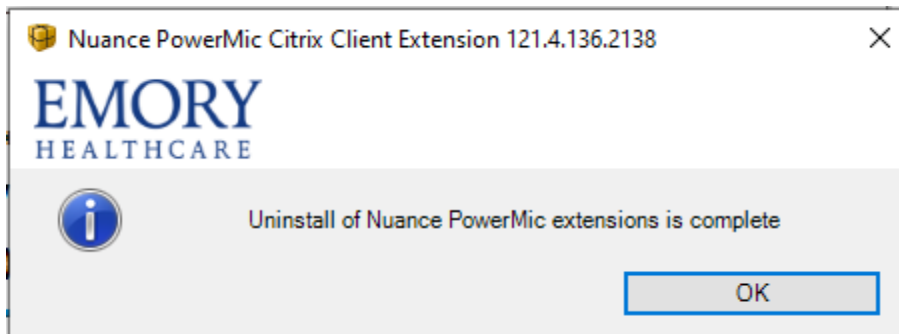 Nuance PowerMic Citrix Client Extension 121.4.136.2138
EMORY
HEALTHCARE
Uninstall of Nuance PowerMic extensions is complete
OK